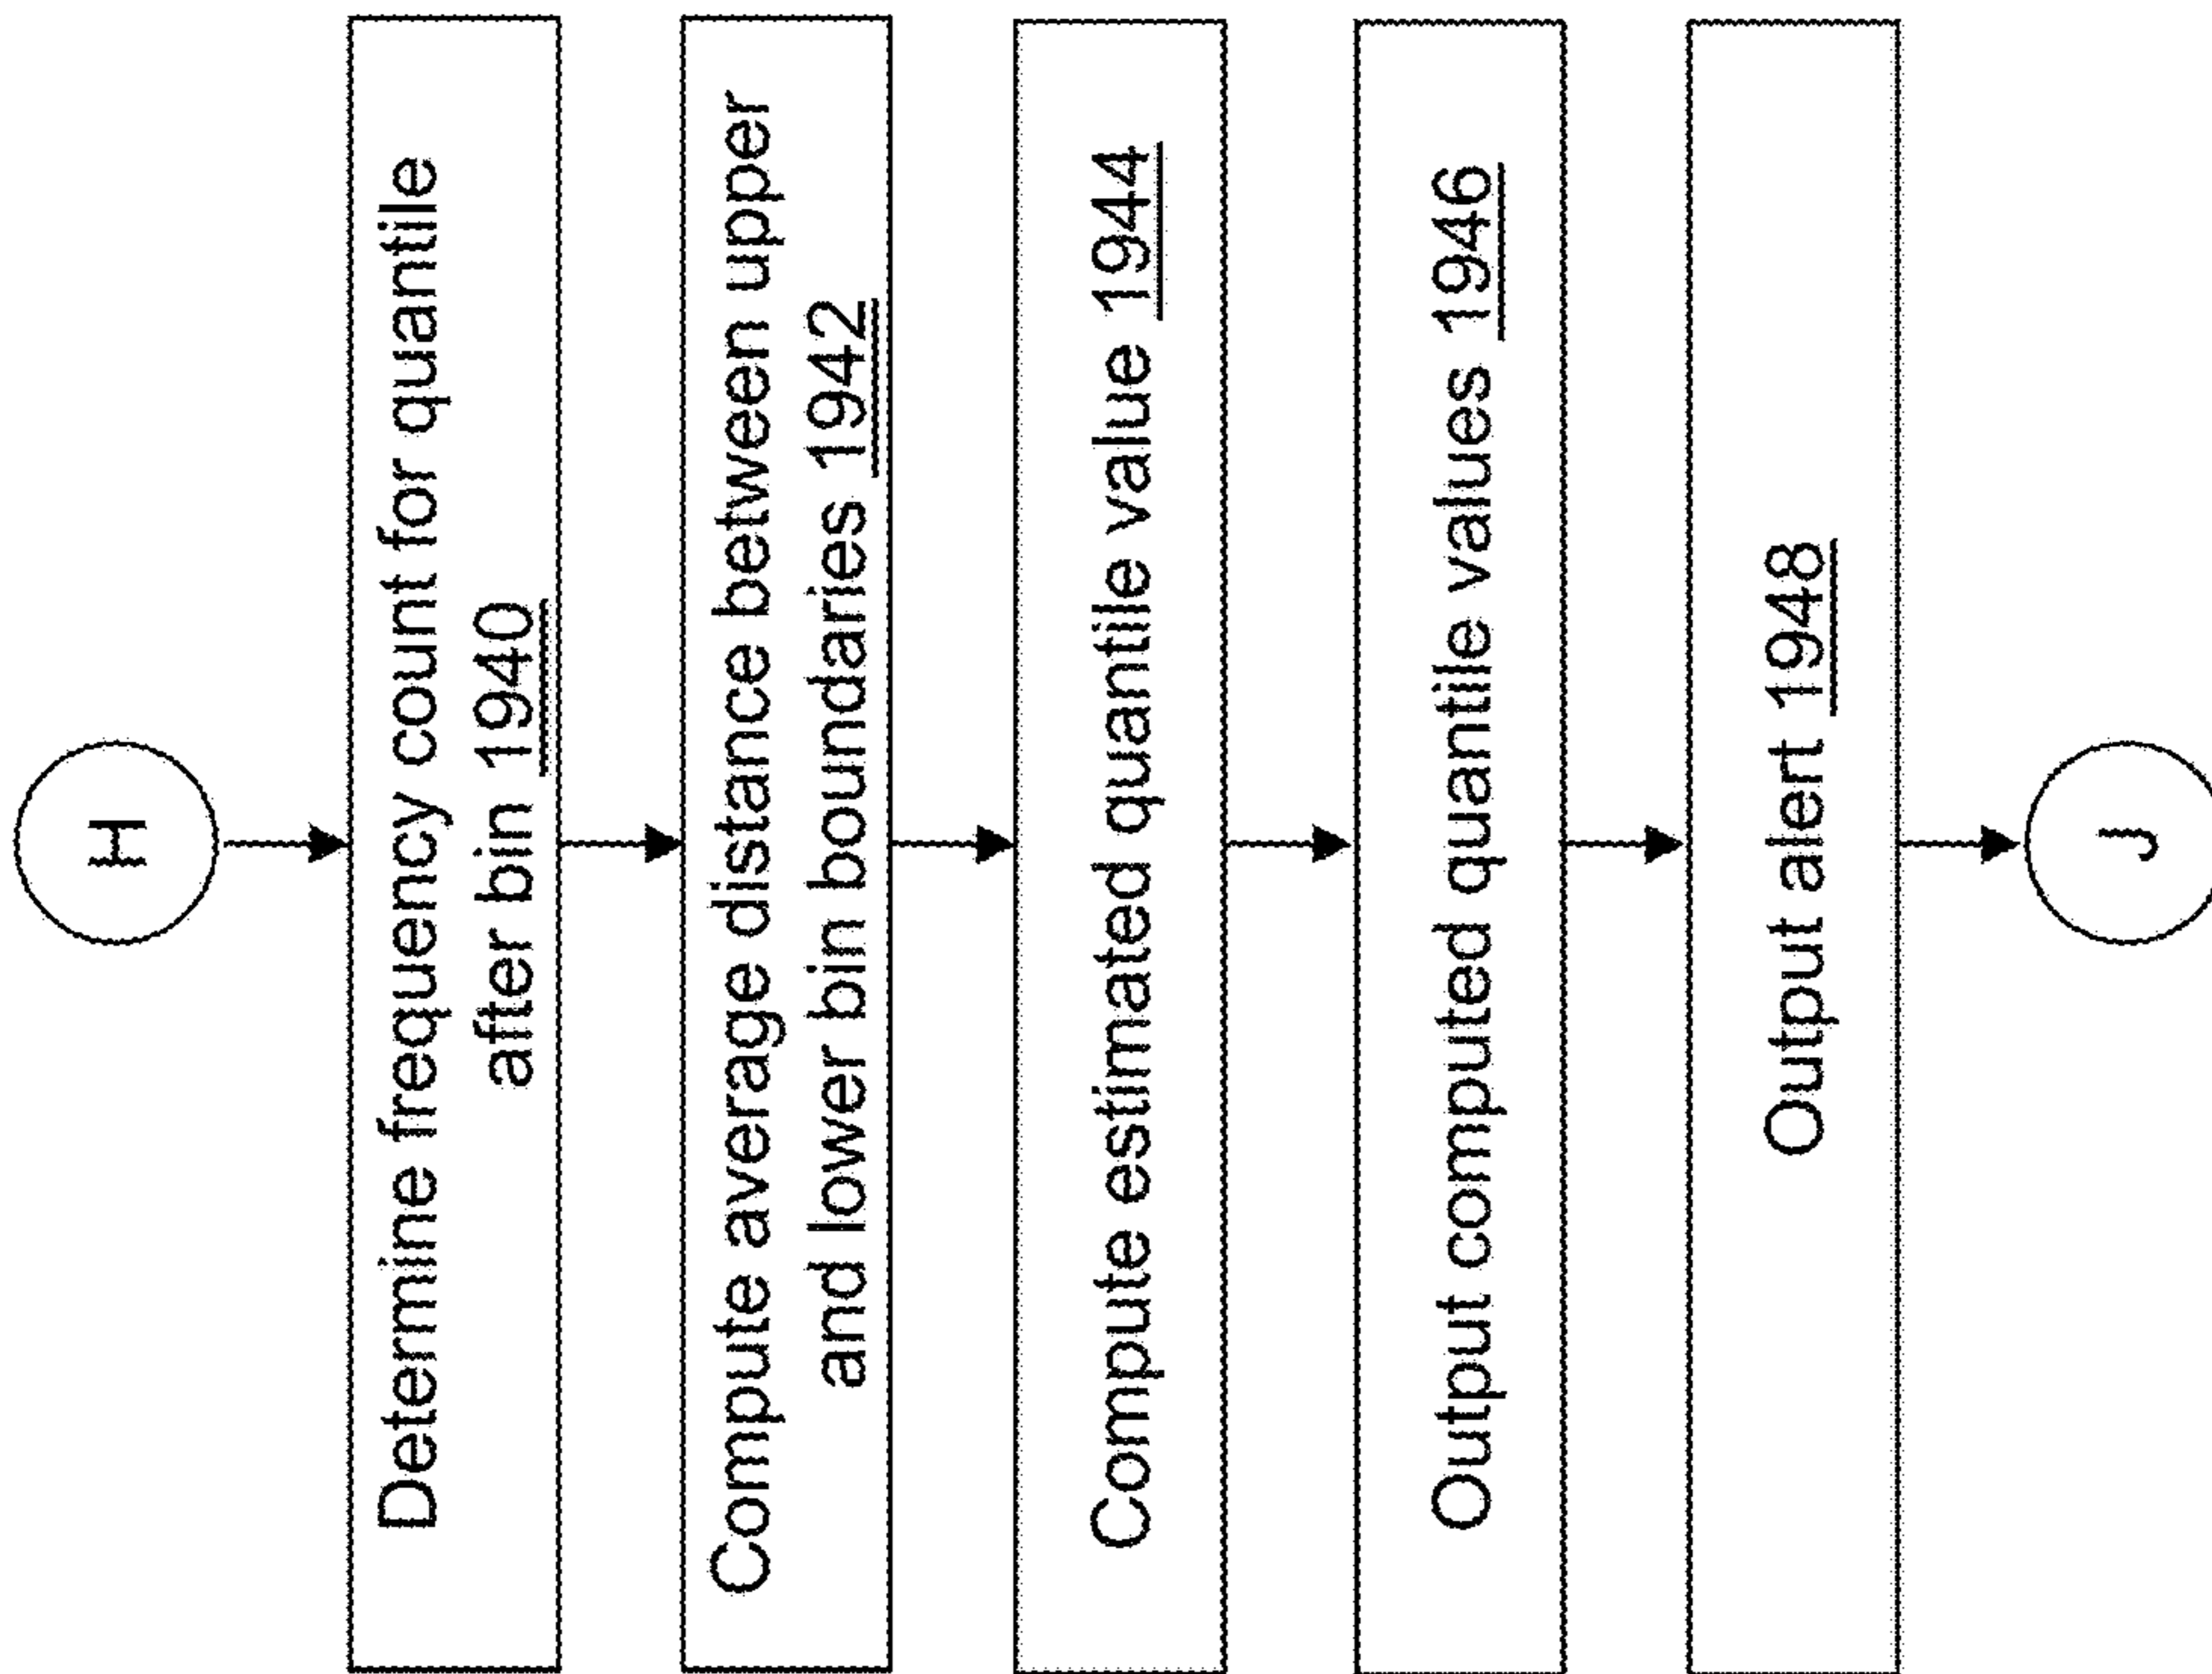 H
Determine frequency count for quantile
after bin 1940
Compute average distance between upper
and lower bin boundaries 1942
Compute estimated quantile value 1944
Output computed quantile values 1946
Output alert 1948
J